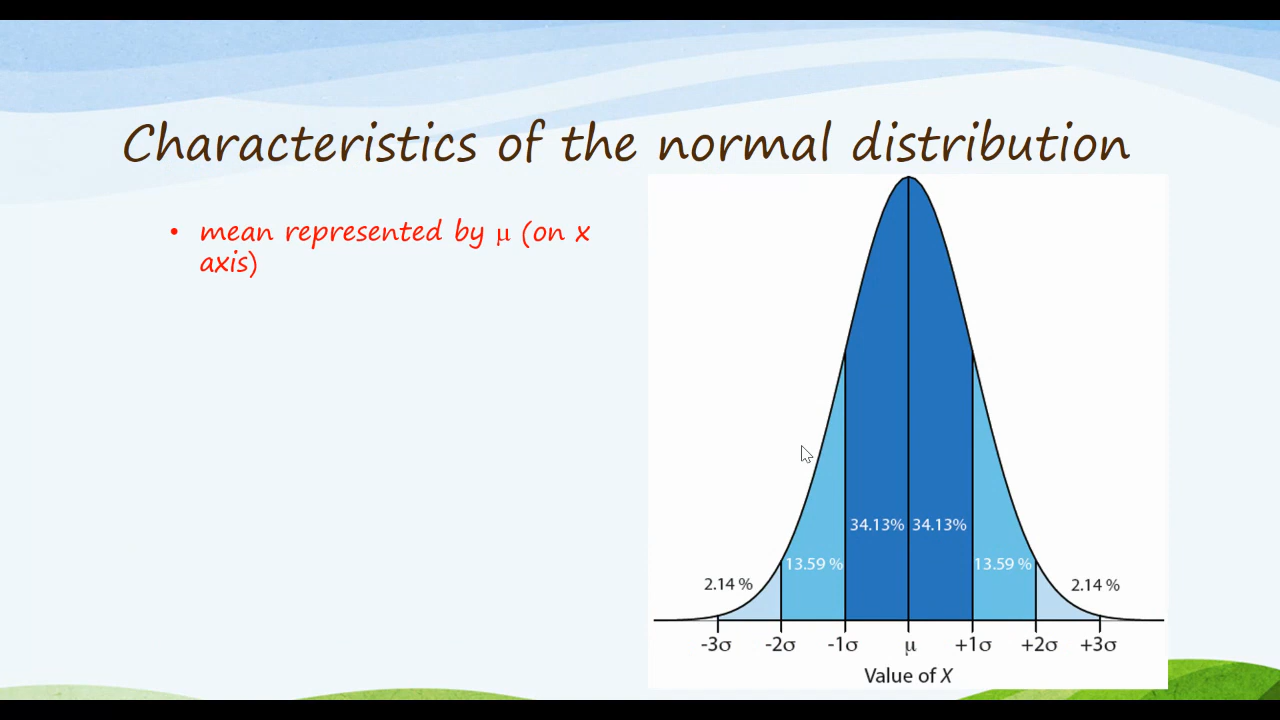 Characteristics of the normal distribution
• mean represented by μ (on x
axis)
34.13% 34.13%
13.59 % 13.59 %
2.14 % 2.14 %
-3σ -2σ -1σ μ +1σ +2σ +3σ
Value of X